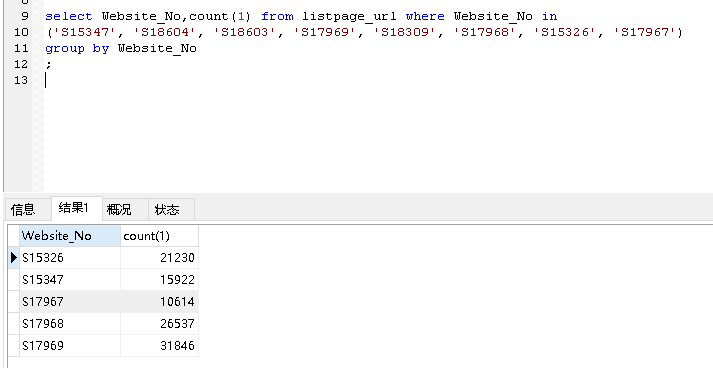 8
9 select Website_No,count(1) from listpage_url where Website_No in
10 ('S15347', 'S18604', 'S18603', 'S17969', 'S18309', 'S17968', 'S15326', 'S17967')
11 group by Website_No
12 ;
13
信息 结果1 概况 状态
Website_No count(1)
S15326 21230
S15347 15922
S17967 10614
S17968 26537
S17969 31846